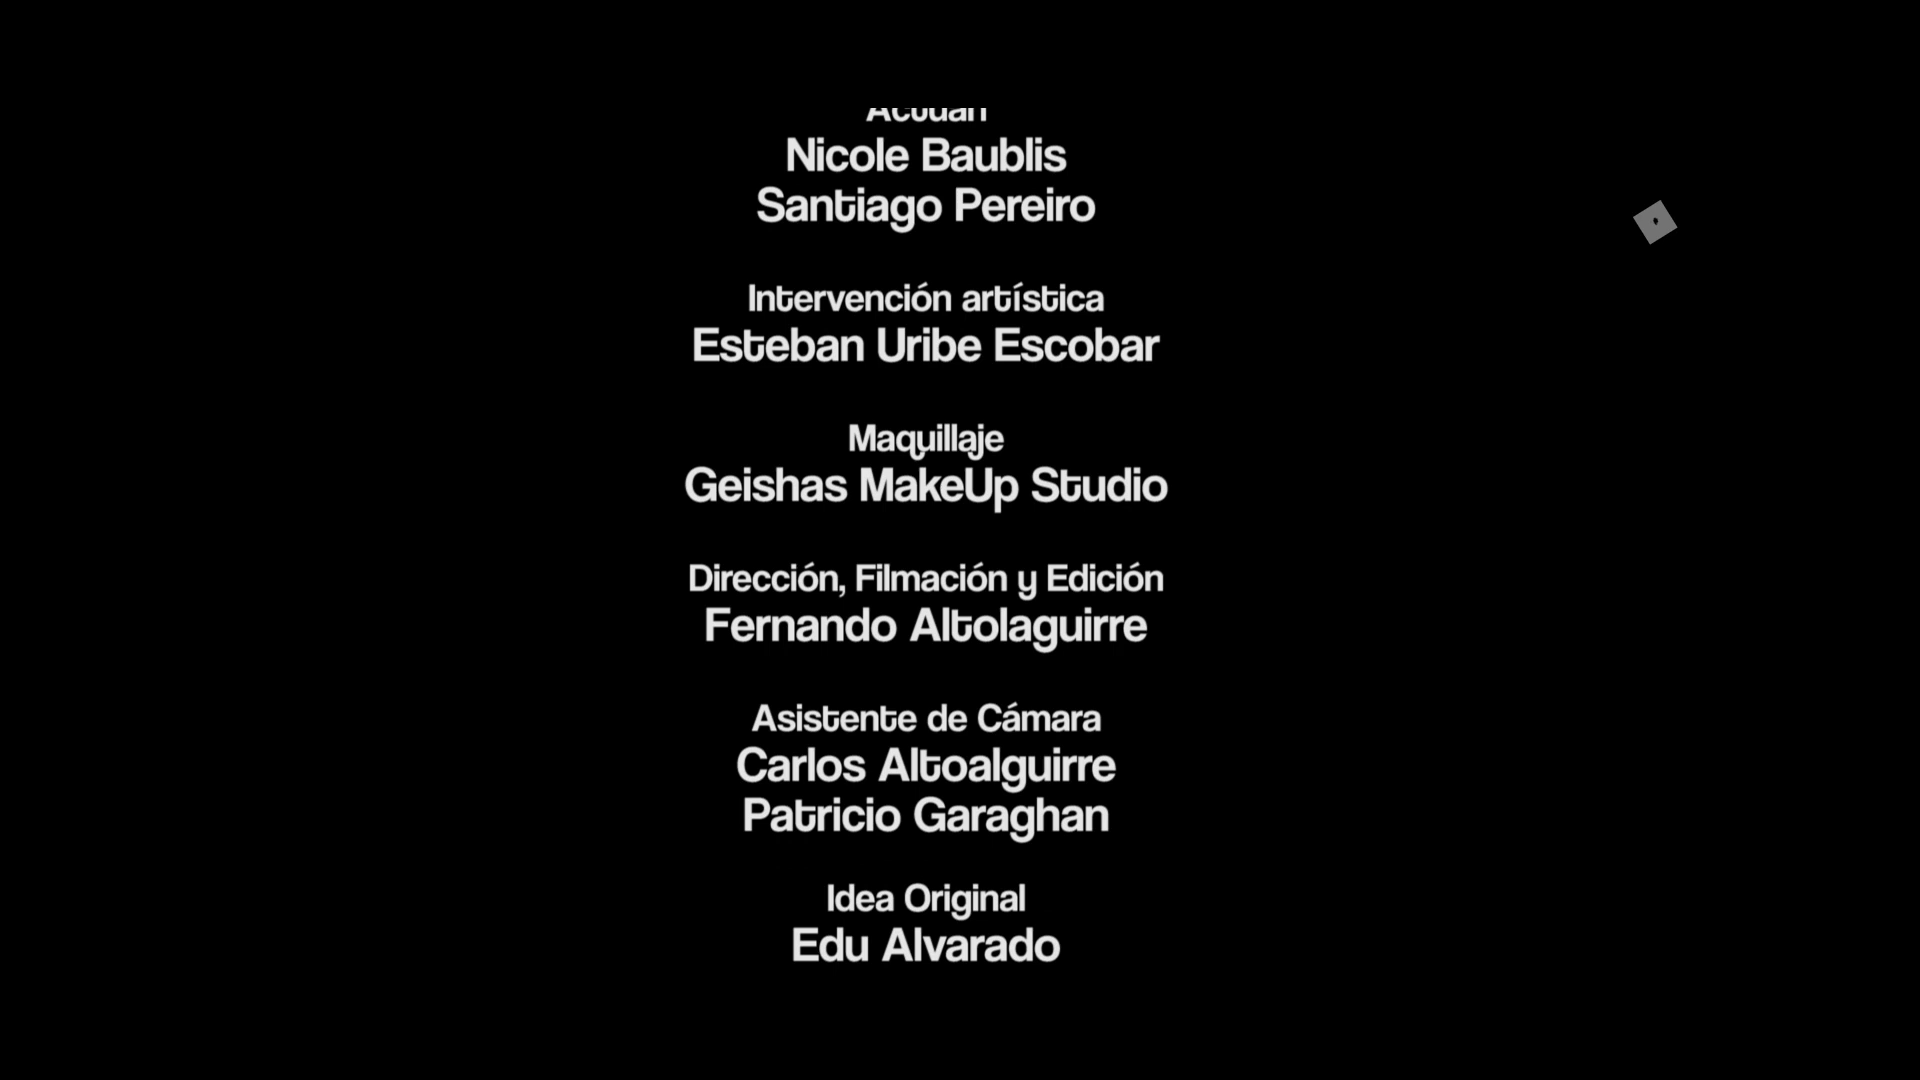 Actúan
Nicole Baublis
Santiago Pereiro
Intervención artística
Esteban Uribe Escobar
Maquillaje
Geishas MakeUp Studio
Dirección, Filmación y Edición
Fernando Altolaguirre
Asistente de Cámara
Carlos Altoalguirre
Patricio Garaghan
Idea Original
Edu Alvarado